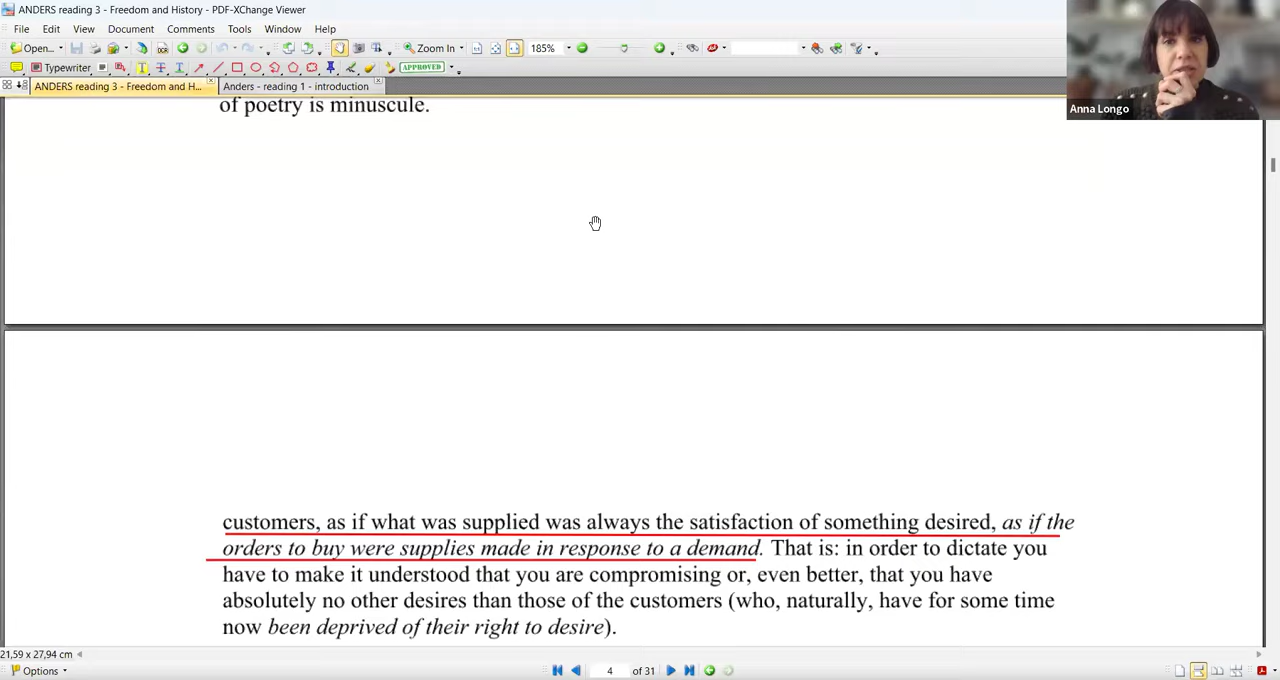 ANDERS reading 3 - Freedom and History - PDF-XChange Viewer
File Edit View Document Comments Tools Window Help
Open... Zoom In 185%
Typewriter APPROVED
ANDERS reading 3 - Freedom and H... Anders - reading 1 - introduction
Anna Longo
of poetry is minuscule.
customers, as if what was supplied was always the satisfaction of something desired, as if the
orders to buy were supplies made in response to a demand. That is: in order to dictate you
have to make it understood that you are compromising or, even better, that you have
absolutely no other desires than those of the customers (who, naturally, have for some time
now been deprived of their right to desire).
21,59 x 27,94 cm
Options 4 of 31